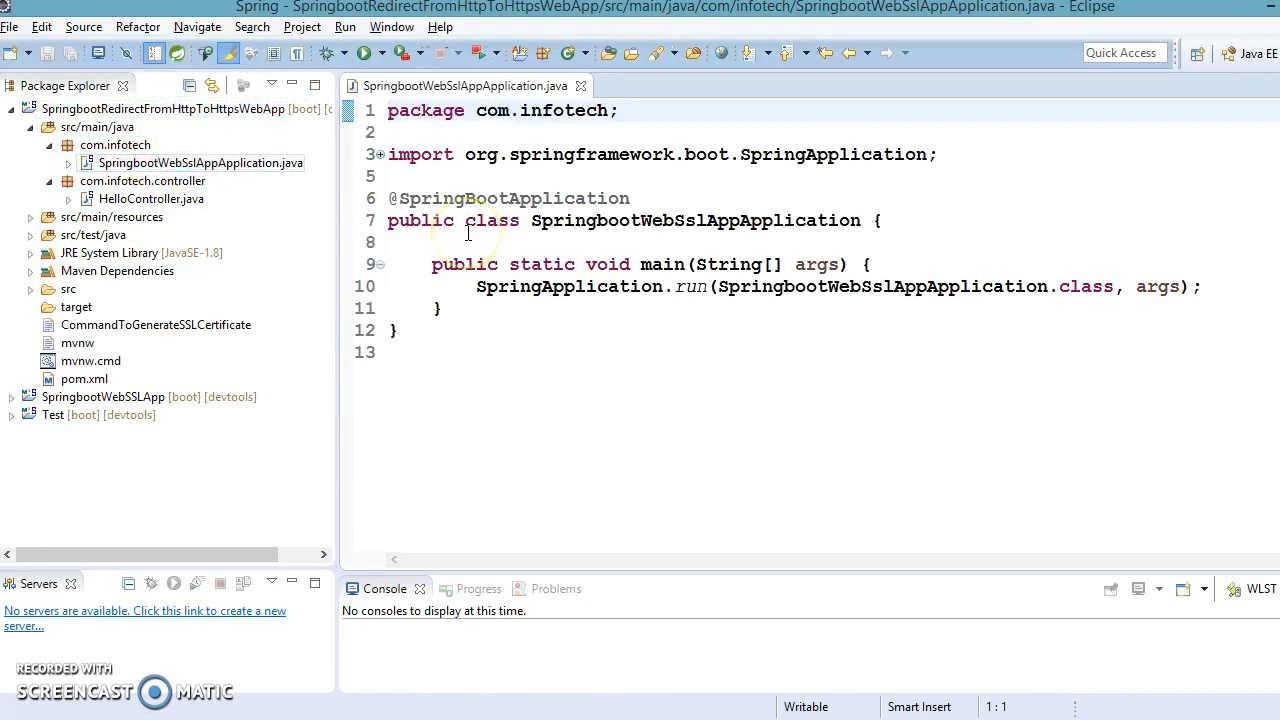 Spring - SpringbootRedirectFromHttpToHttpsWebApp/src/main/java/com/infotech/SpringbootWebSslAppApplication.java - Eclipse
File Edit Source Refactor Navigate Search Project Run Window Help
Quick Access
Java EE
Package Explorer
SpringbootRedirectFromHttpToHttpsWebApp [boot] [d
src/main/java
com.infotech
SpringbootWebSslAppApplication.java
com.infotech.controller
HelloController.java
src/main/resources
src/test/java
JRE System Library [JavaSE-1.8]
Maven Dependencies
src
target
CommandToGenerateSSLCertificate
mvnw
mvnw.cmd
pom.xml
SpringbootWebSSLApp [boot] [devtools]
Test [boot] [devtools]
SpringbootWebSslAppApplication.java
1 package com.infotech;
2
3 import org.springframework.boot.SpringApplication;
5
6 @SpringBootApplication
7 public class SpringbootWebSslAppApplication {
8
9 public static void main(String[] args) {
10 SpringApplication.run(SpringbootWebSslAppApplication.class, args);
11 }
12 }
13
Servers
No servers are available. Click this link to create a new
server...
Console Progress Problems
WLST
No consoles to display at this time.
RECORDED WITH
SCREENCAST MATIC
Writable Smart Insert 1 : 1